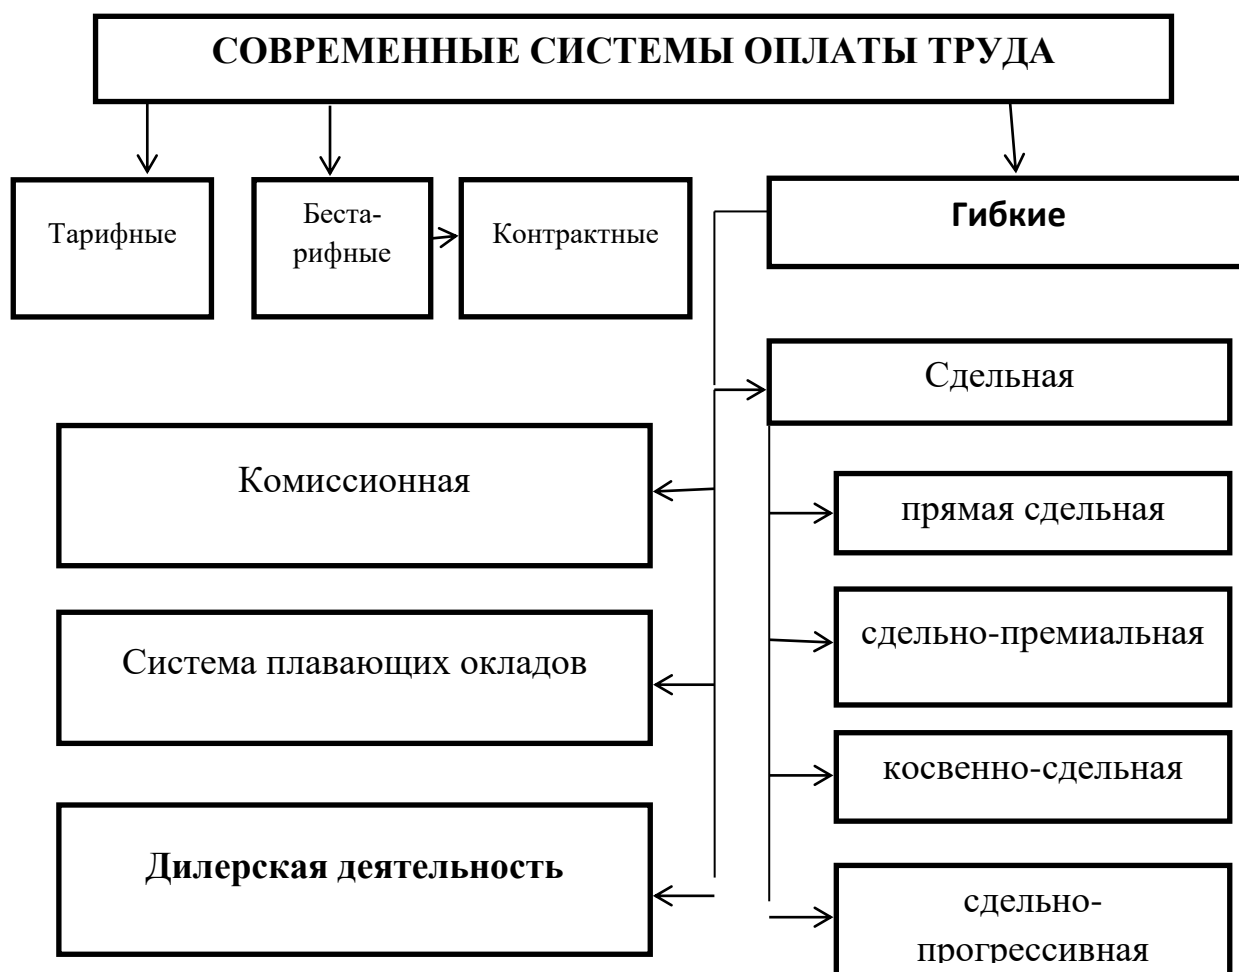 СОВРЕМЕННЫЕ СИСТЕМЫ ОПЛАТЫ ТРУДА
Тарифные
Беста-
рифные
Контрактные
Гибкие
Сдельная
Комиссионная
прямая сдельная
сдельно-премиальная
Система плавающих окладов
косвенно-сдельная
Дилерская деятельность
сдельно-
прогрессивная